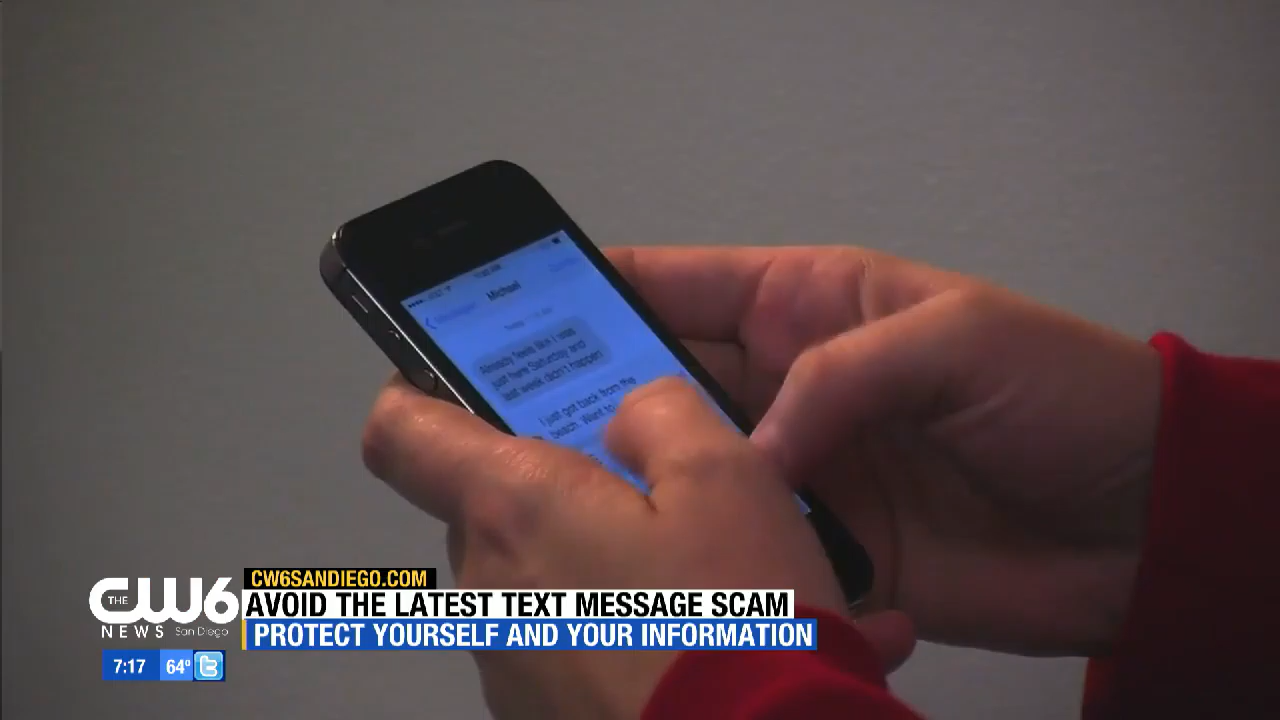 Michael
Already feels like I was
just here Saturday and
last week didn't happen!
I just got back from the
beach. Want to
CW6SANDIEGO.COM
THE CW6
AVOID THE LATEST TEXT MESSAGE SCAM
NEWS San Diego
PROTECT YOURSELF AND YOUR INFORMATION
7:17 64°